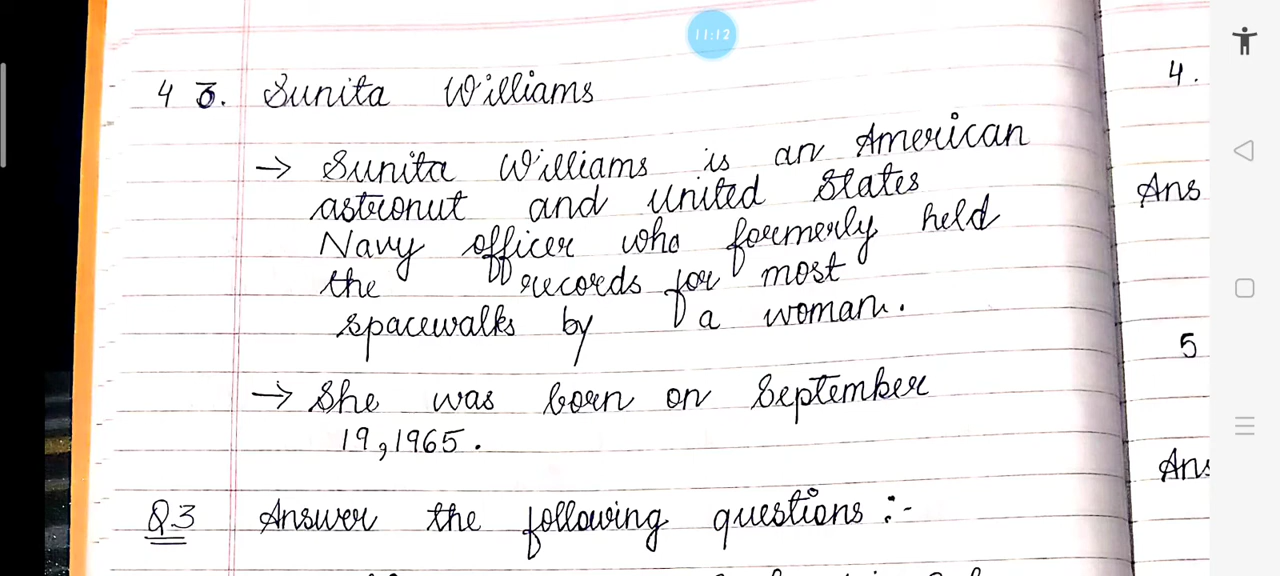 11:12
4 5. Sunita Williams
→ Sunita Williams is an American
astronut and United States
Navy officer who formerly held
the records for most
spacewalks by a woman.
→ She was born on September
19,1965.
Q3 Answer the following questions :-
4.
Ans
5
Ans